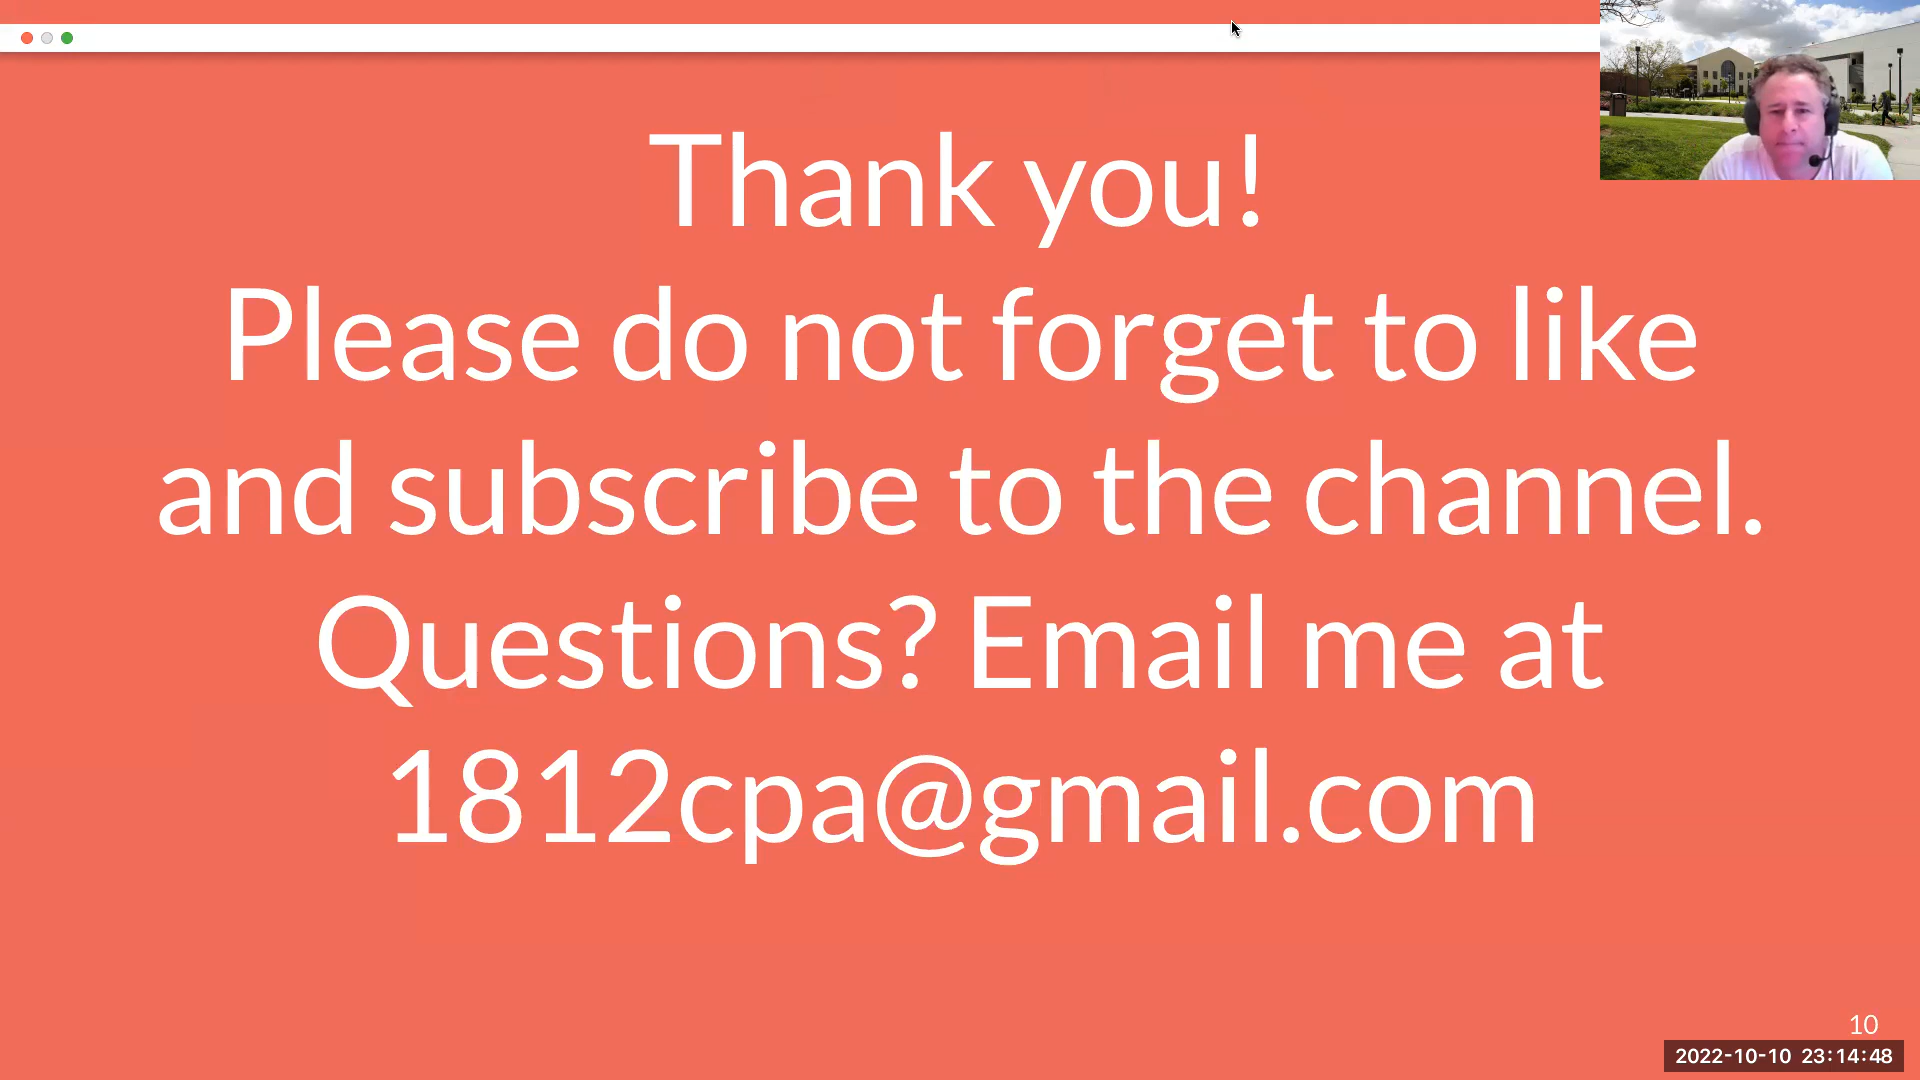 Thank you!
Please do not forget to like
and subscribe to the channel.
Questions? Email me at
1812cpa@gmail.com
10
2022-10-10 23:14:48